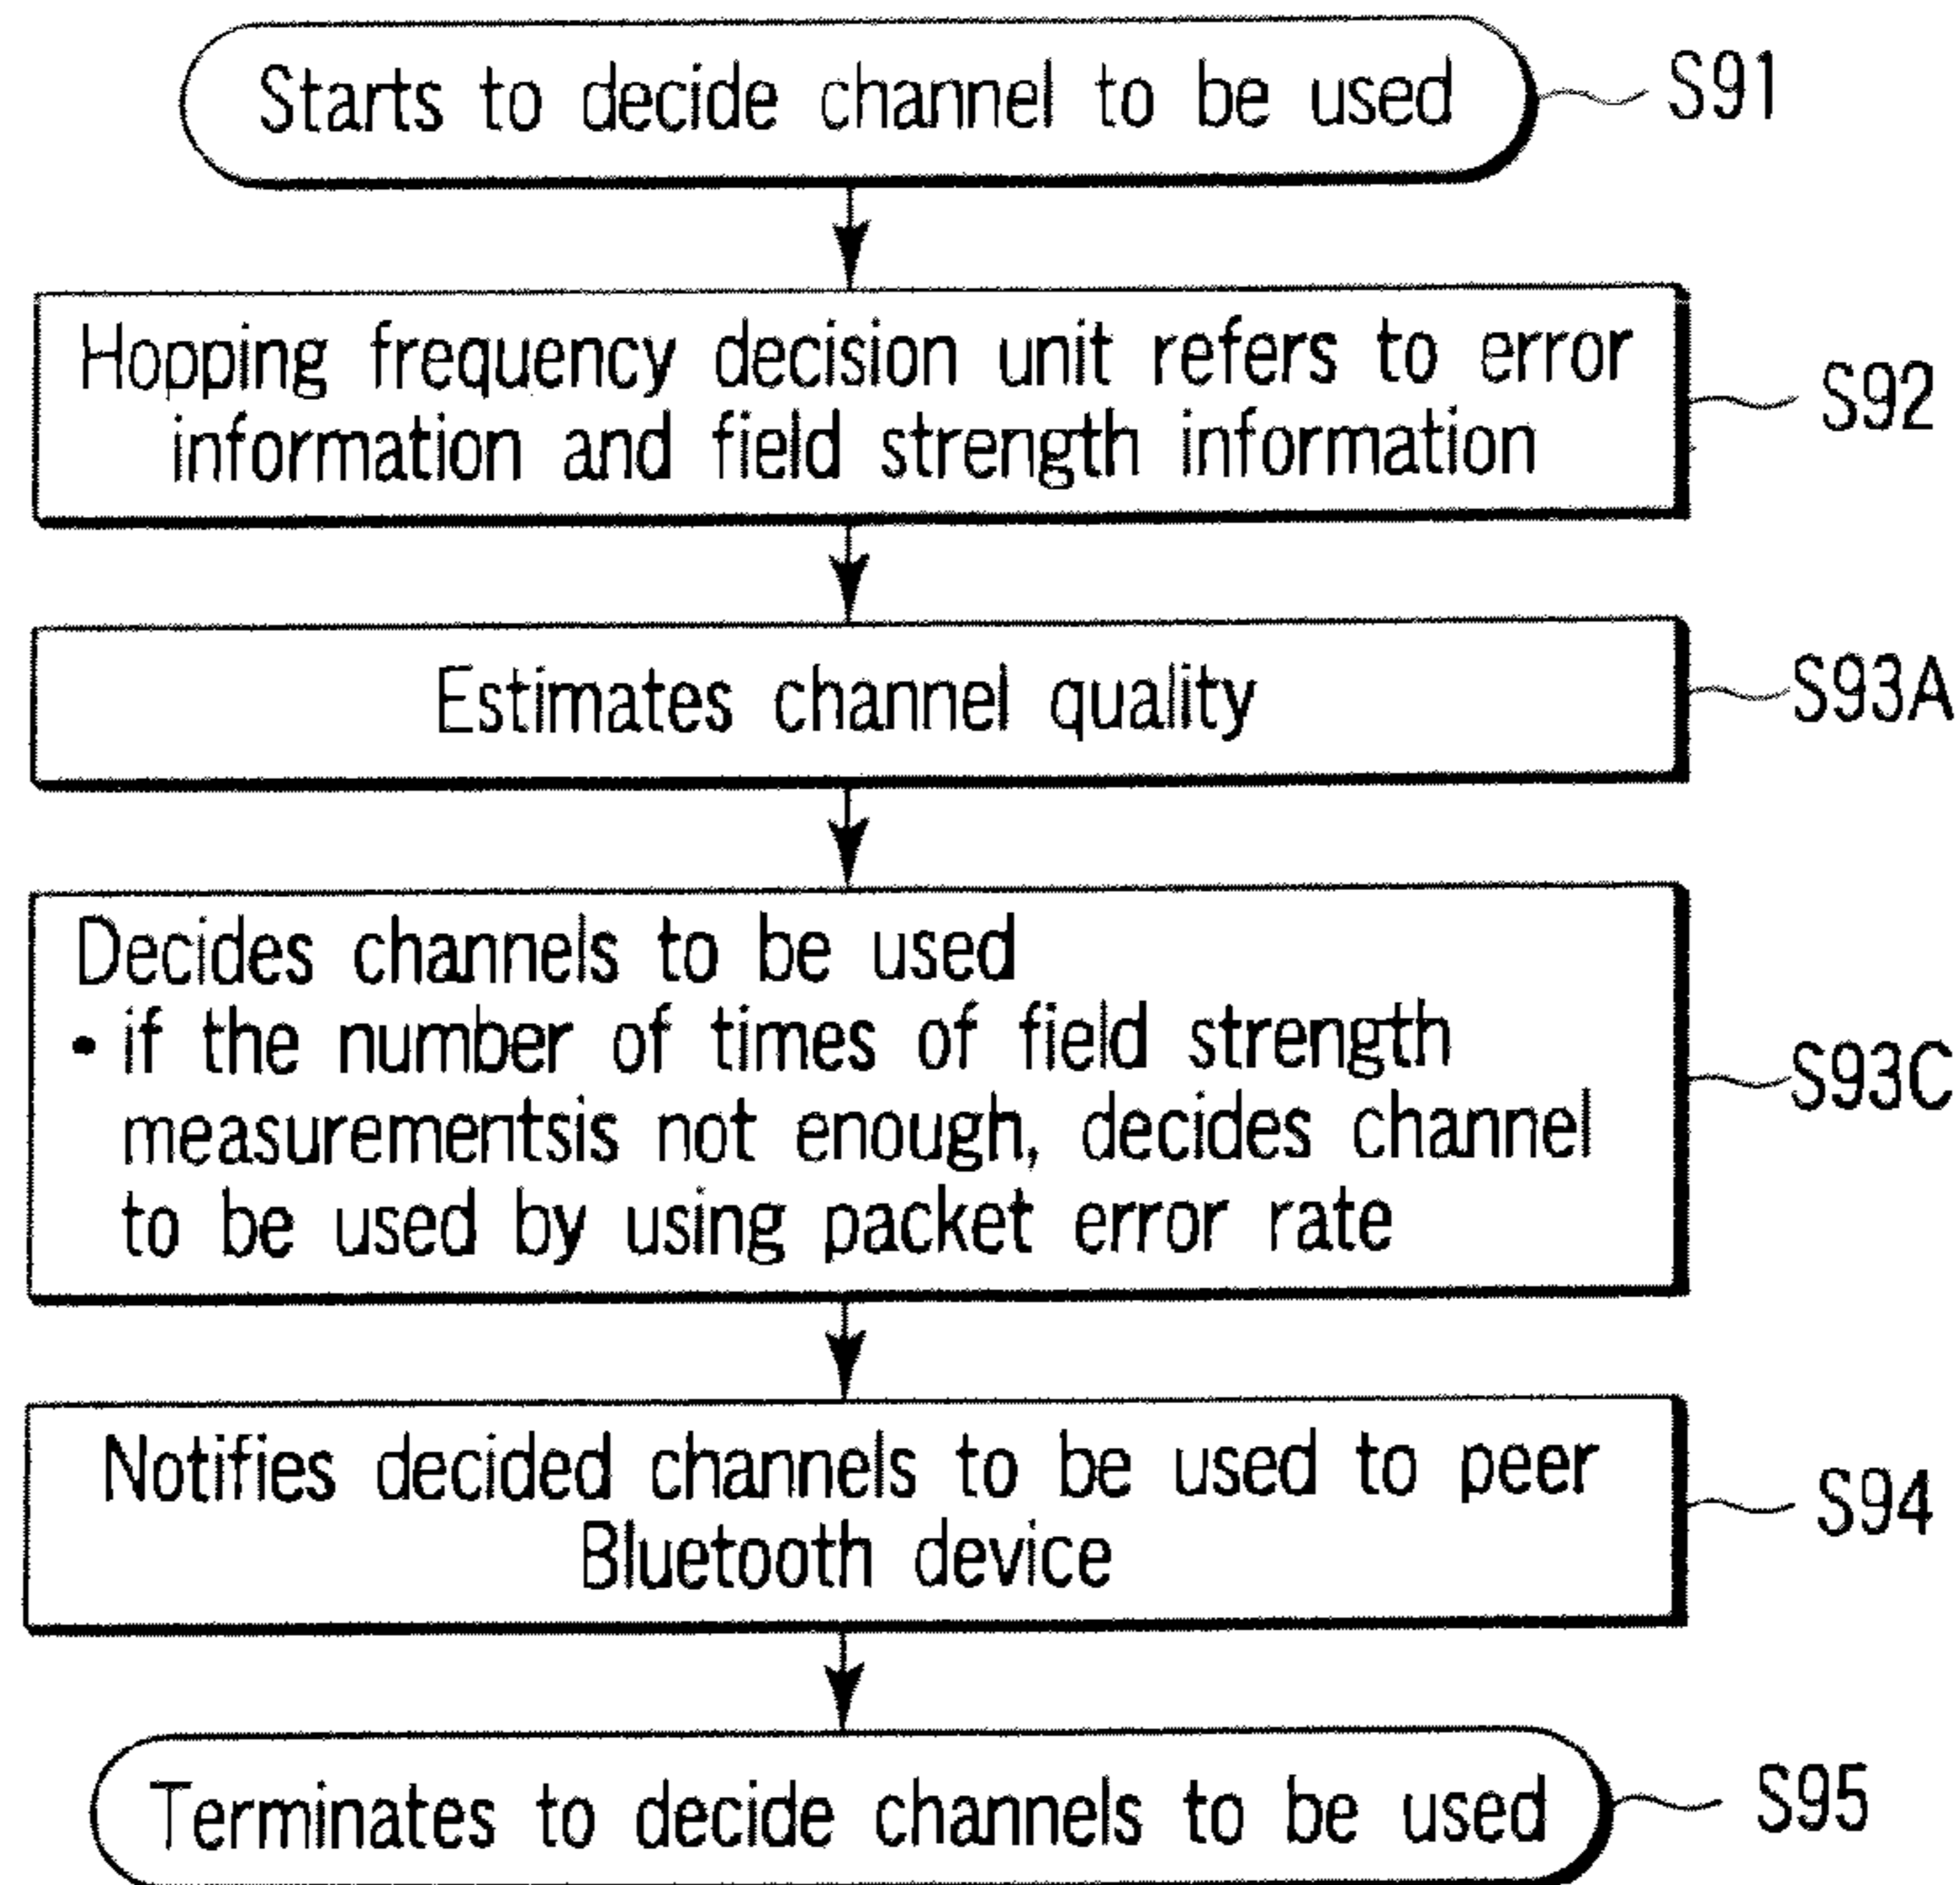 Starts to decide channel to be used
S91
Hopping frequency decision unit refers to error
information and field strength information
S92
Estimates channel quality
S93A
Decides channels to be used
• if the number of times of field strength
measurementsis not enough, decides channel
to be used by using packet error rate
S93C
Notifies decided channels to be used to peer
Bluetooth device
S94
Terminates to decide channels to be used
S95